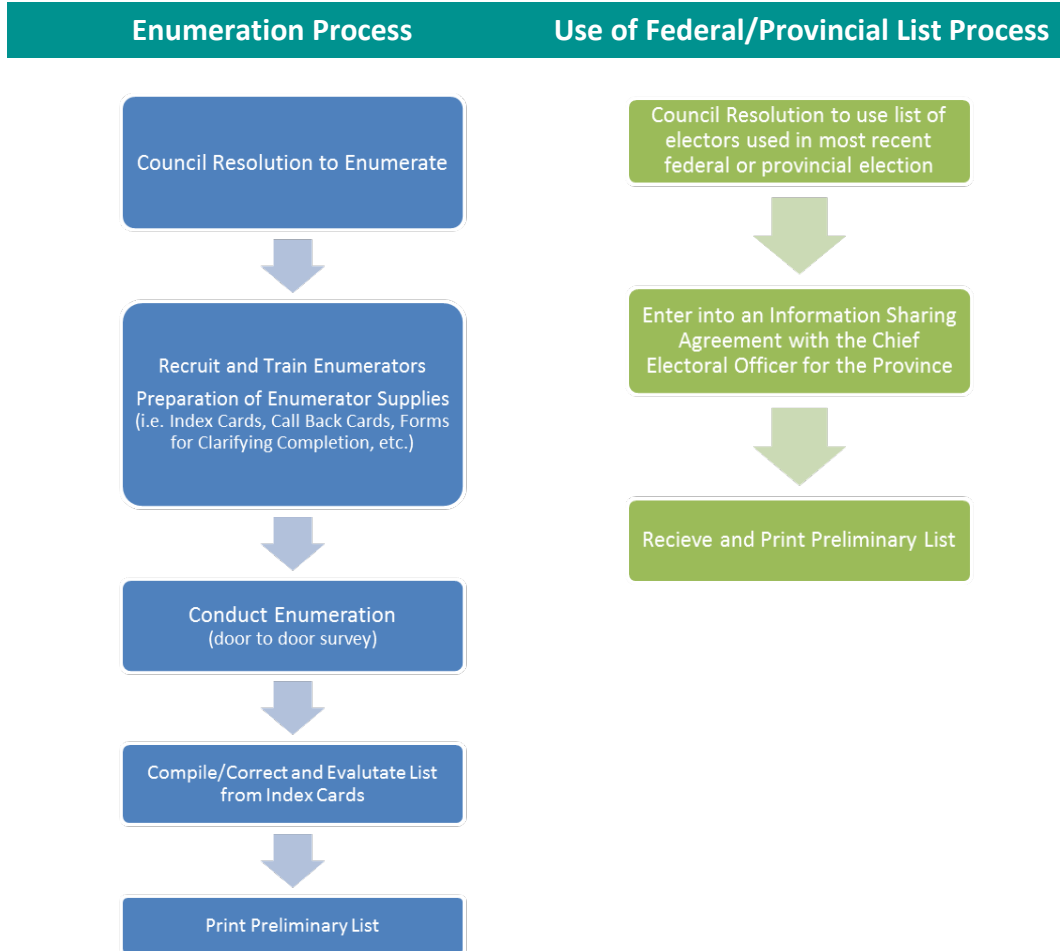 Enumeration Process
Council Resolution to Enumerate
Recruit and Train Enumerators
Preparation of Enumerator Supplies
(i.e. Index Cards, Call Back Cards, Forms
for Clarifying Completion, etc.)
Conduct Enumeration
(door to door survey)
Compile/Correct and Evalutate List
from Index Cards
Print Preliminary List
Use of Federal/Provincial List Process
Council Resolution to use list of
electors used in most recent
federal or provincial election
Enter into an Information Sharing
Agreement with the Chief
Electoral Officer for the Province
Recieve and Print Preliminary List